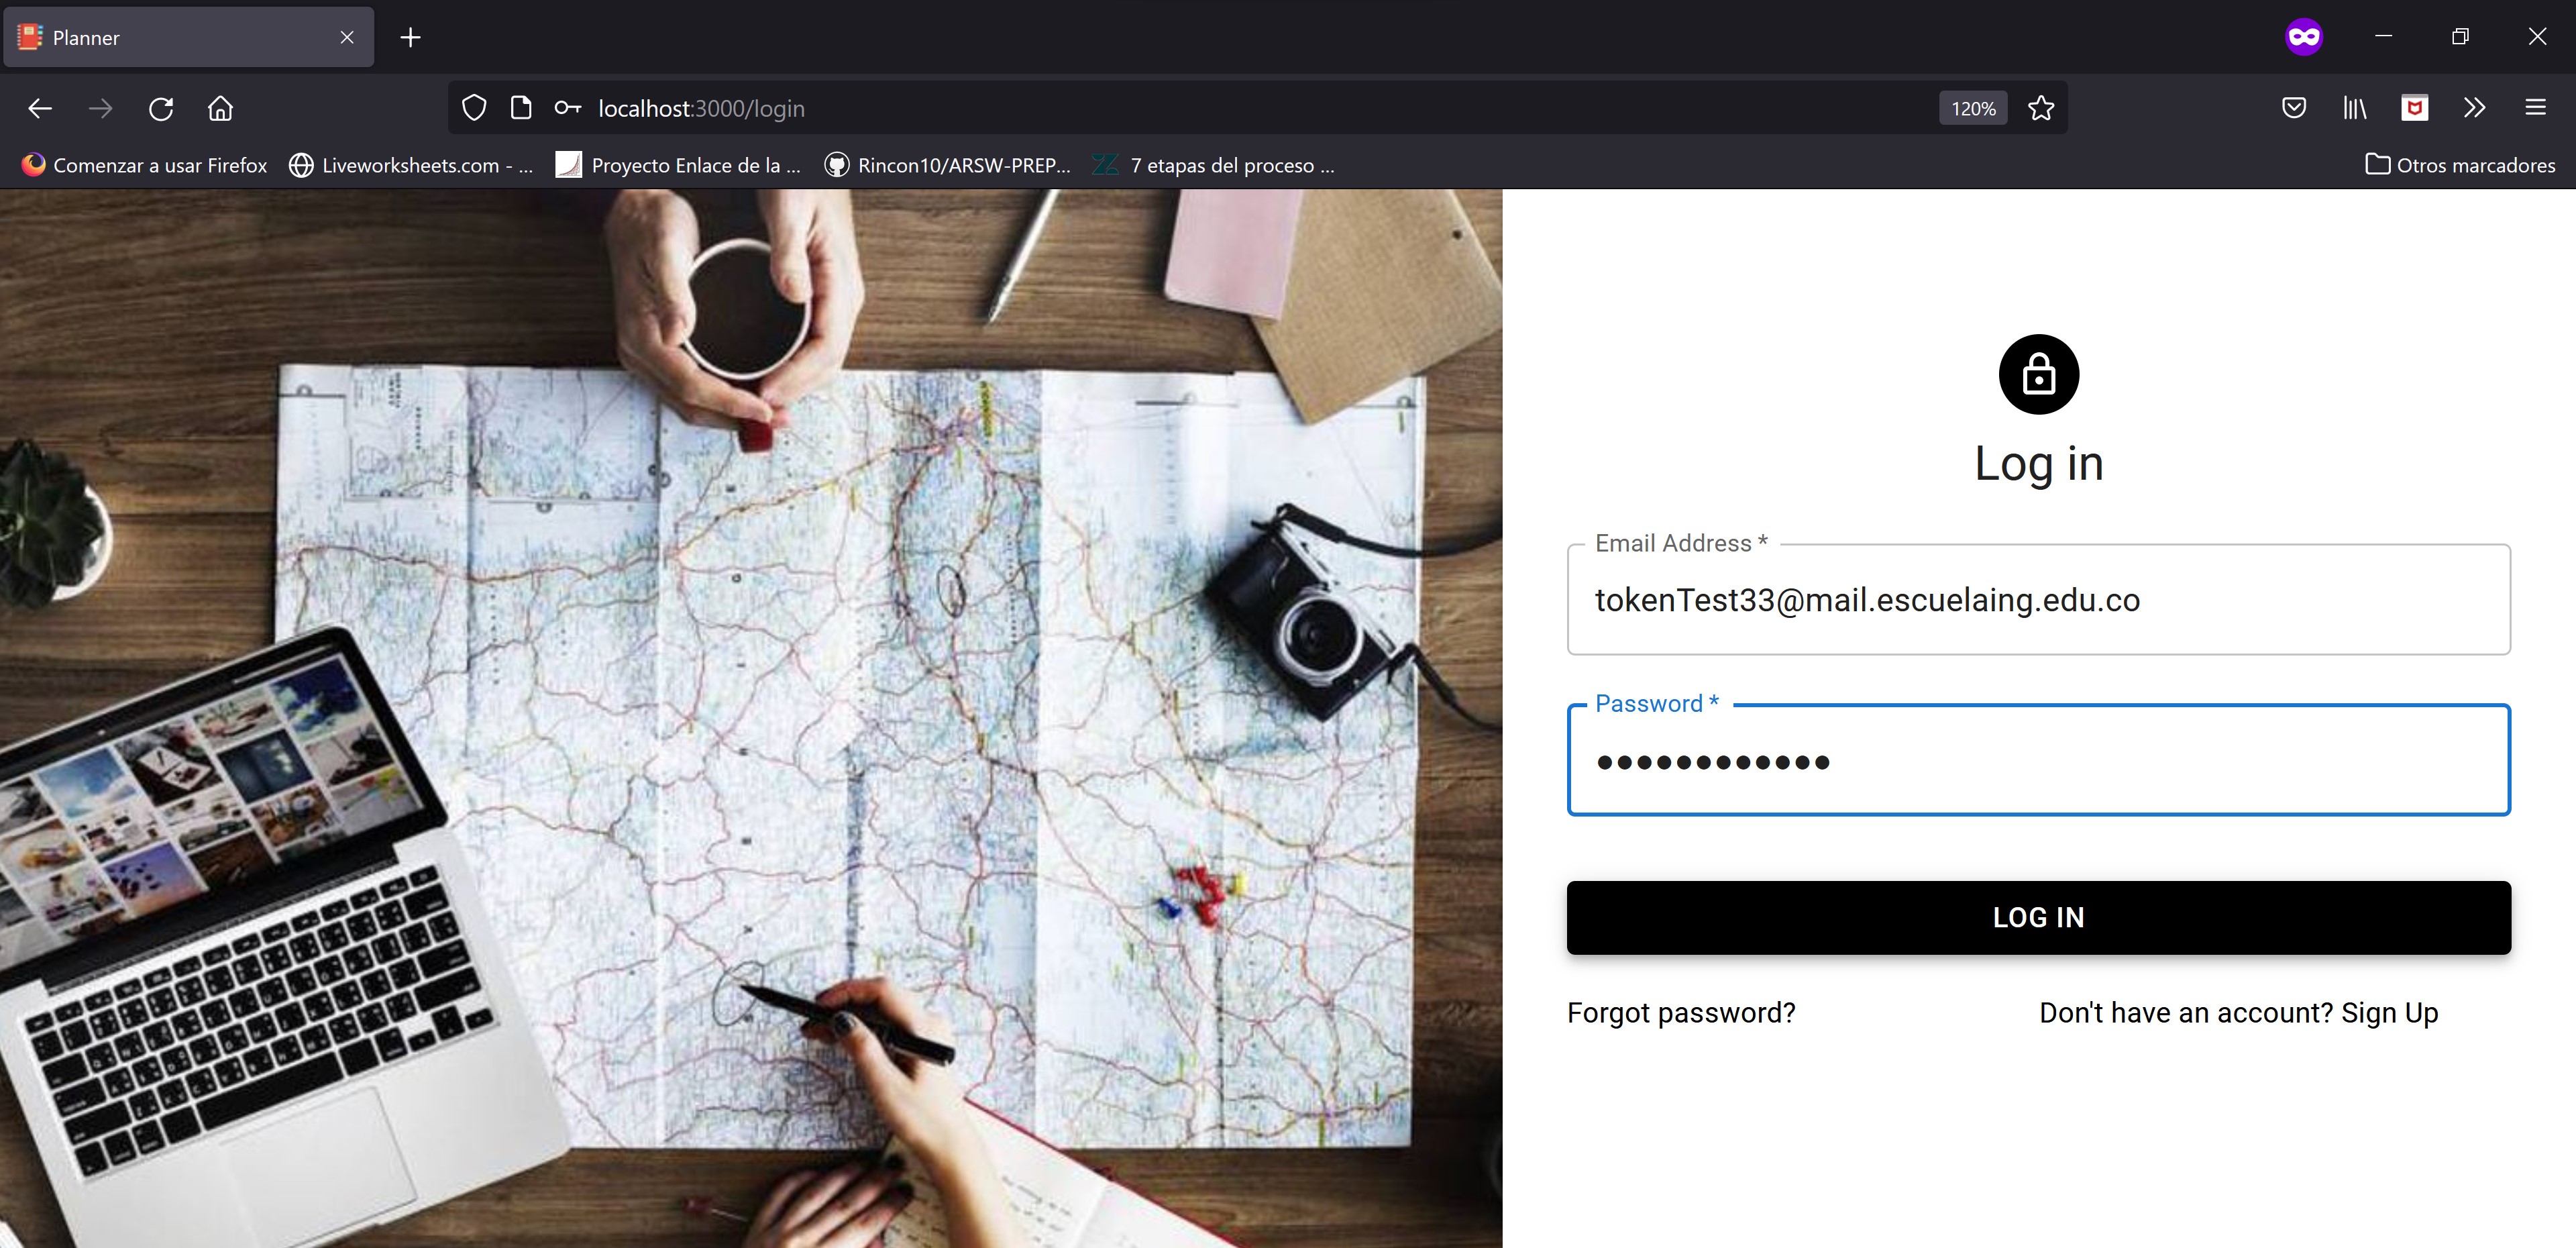 Planner
localhost:3000/login
120%
Comenzar a usar Firefox
Liveworksheets.com - ...
Proyecto Enlace de la ...
Rincon10/ARSW-PREP...
7 etapas del proceso ...
Otros marcadores
Log in
Email Address *
tokenTest33@mail.escuelaing.edu.co
Password *
••••••••••••
LOG IN
Forgot password?
Don't have an account? Sign Up